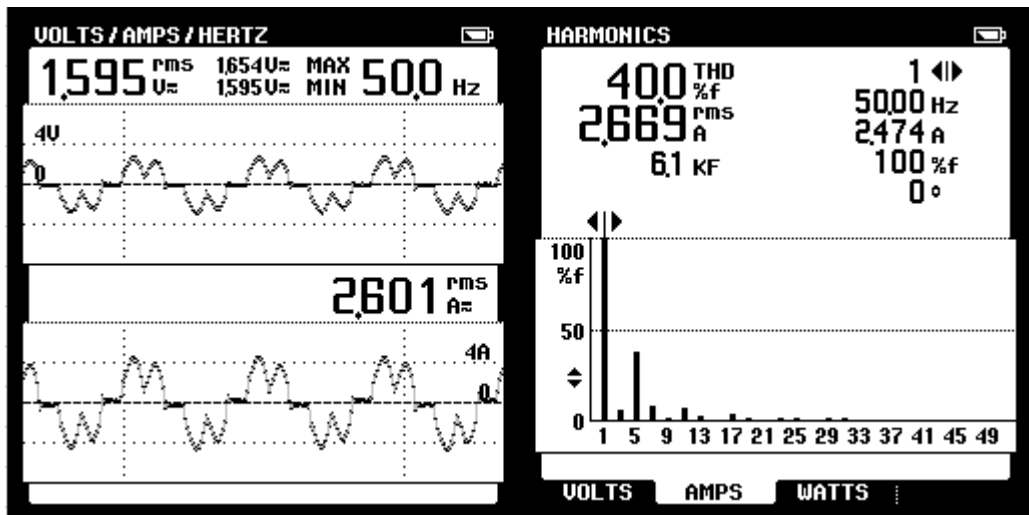 VOLTS/AMPS/HERTZ
1,595 rms V≂ 1,654V≂ MAX 50,0 Hz
1,595V≂ MIN
4V
0
2,601 rms A≂
4A
0
HARMONICS
40,0 THD %f 1
2,669 rms A 50,00 Hz
6,1 KF 2,474 A
100 %f
0 °
100
%f
50
0
1 5 9 13 17 21 25 29 33 37 41 45 49
VOLTS AMPS WATTS